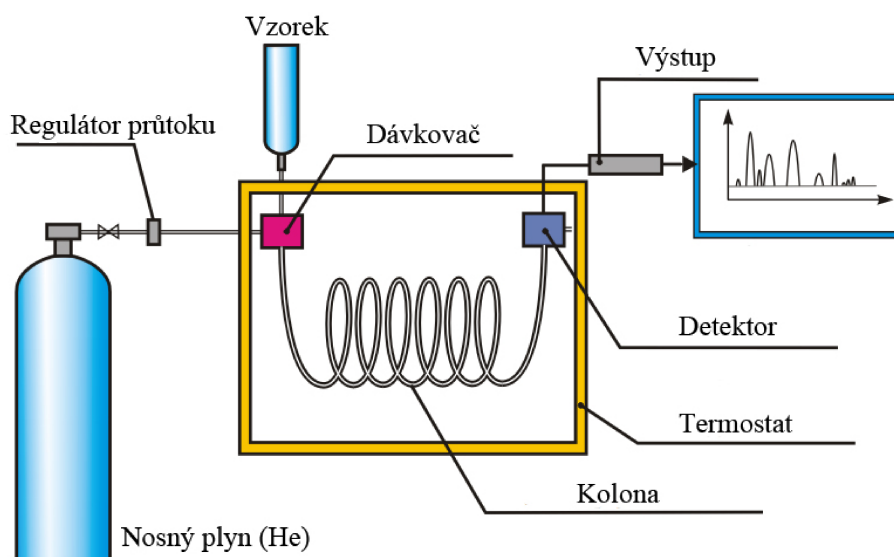 Vzorek
Výstup
Regulátor průtoku
Dávkovač
Detektor
Termostat
Kolona
Nosný plyn (He)